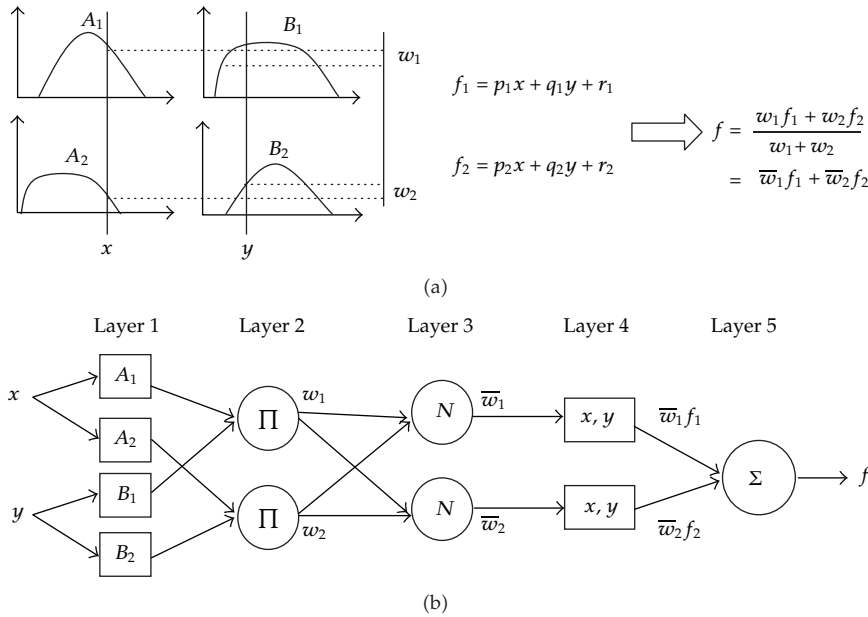 A₁
B₁
w₁
f₁ = p₁x + q₁y + r₁
f = w₁f₁ + w₂f₂ / w₁ + w₂
A₂
B₂
w₂
f₂ = p₂x + q₂y + r₂
= w̅₁f₁ + w̅₂f₂
x
y
(a)
Layer 1
Layer 2
Layer 3
Layer 4
Layer 5
x
A₁
A₂
y
B₁
B₂
∏
w₁
∏
w₂
N
w̅₁
N
w̅₂
x, y
w̅₁f₁
x, y
w̅₂f₂
Σ
f
(b)